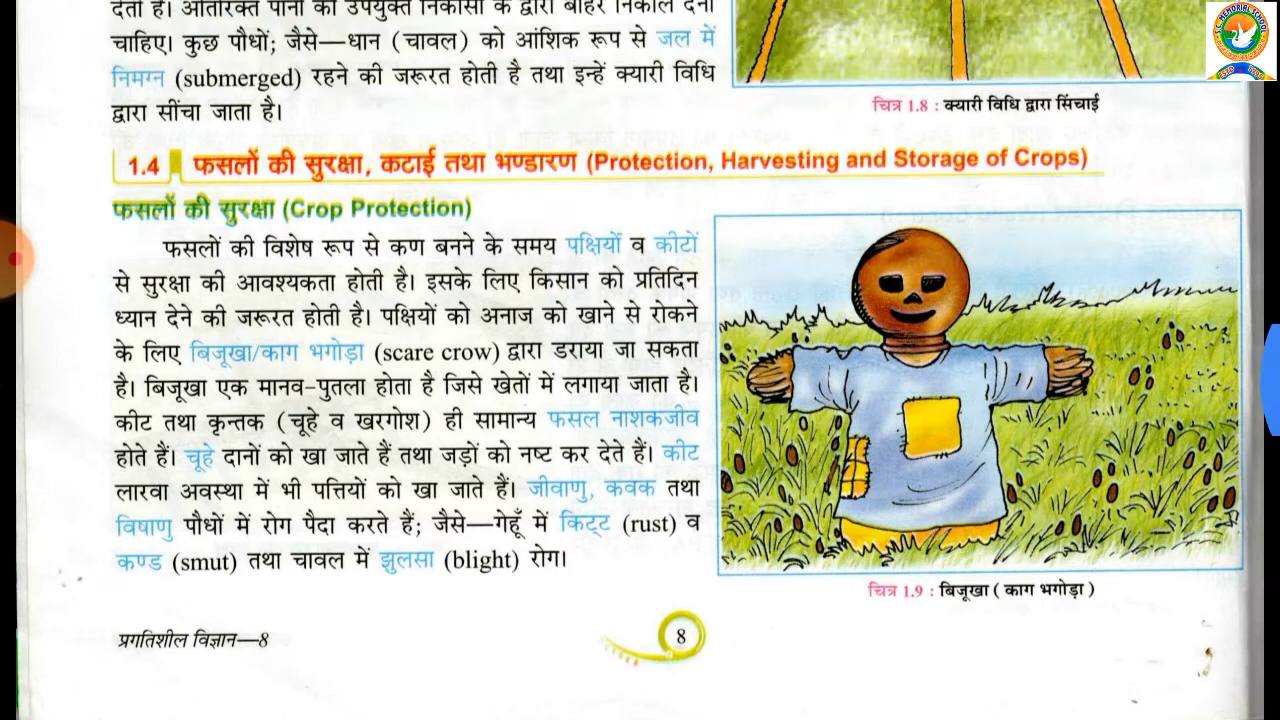 देती है। अतिरिक्त पानी को उपयुक्त निकासी के द्वारा बाहर निकाल देना
चाहिए। कुछ पौधों; जैसे—धान (चावल) को आंशिक रूप से जल में
निमग्न (submerged) रहने की जरूरत होती है तथा इन्हें क्यारी विधि
द्वारा सींचा जाता है।
चित्र 1.8 : क्यारी विधि द्वारा सिंचाई
1.4 फसलों की सुरक्षा, कटाई तथा भण्डारण (Protection, Harvesting and Storage of Crops)
फसलों की सुरक्षा (Crop Protection)
फसलों की विशेष रूप से कण बनने के समय पक्षियों व कीटों
से सुरक्षा की आवश्यकता होती है। इसके लिए किसान को प्रतिदिन
ध्यान देने की जरूरत होती है। पक्षियों को अनाज को खाने से रोकने
के लिए बिजूखा/काग भगोड़ा (scare crow) द्वारा डराया जा सकता
है। बिजूखा एक मानव-पुतला होता है जिसे खेतों में लगाया जाता है।
कीट तथा कृन्तक (चूहे व खरगोश) ही सामान्य फसल नाशकजीव
होते हैं। चूहे दानों को खा जाते हैं तथा जड़ों को नष्ट कर देते हैं। कीट
लारवा अवस्था में भी पत्तियों को खा जाते हैं। जीवाणु, कवक तथा
विषाणु पौधों में रोग पैदा करते हैं; जैसे—गेहूँ में किट्ट (rust) व
कण्ड (smut) तथा चावल में झुलसा (blight) रोग।
चित्र 1.9 : बिजूखा ( काग भगोड़ा )
प्रगतिशील विज्ञान—8
8
S.C. MEMORIAL SCHOOL